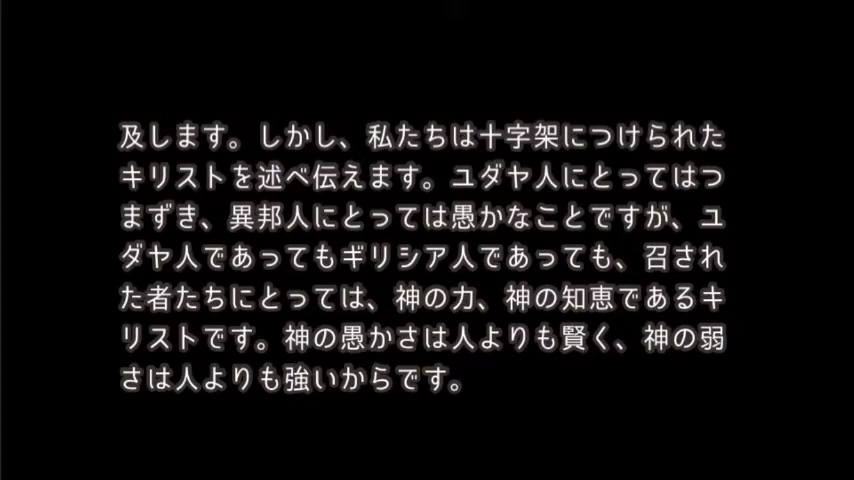 及します。しかし、私たちは十字架につけられた
キリストを述べ伝えます。ユダヤ人にとってはつ
まずき、異邦人にとっては愚かなことですが、ユ
ダヤ人であってもギリシア人であっても、召され
た者たちにとっては、神の力、神の知恵であるキ
リストです。神の愚かさは人よりも賢く、神の弱
さは人よりも強いからです。